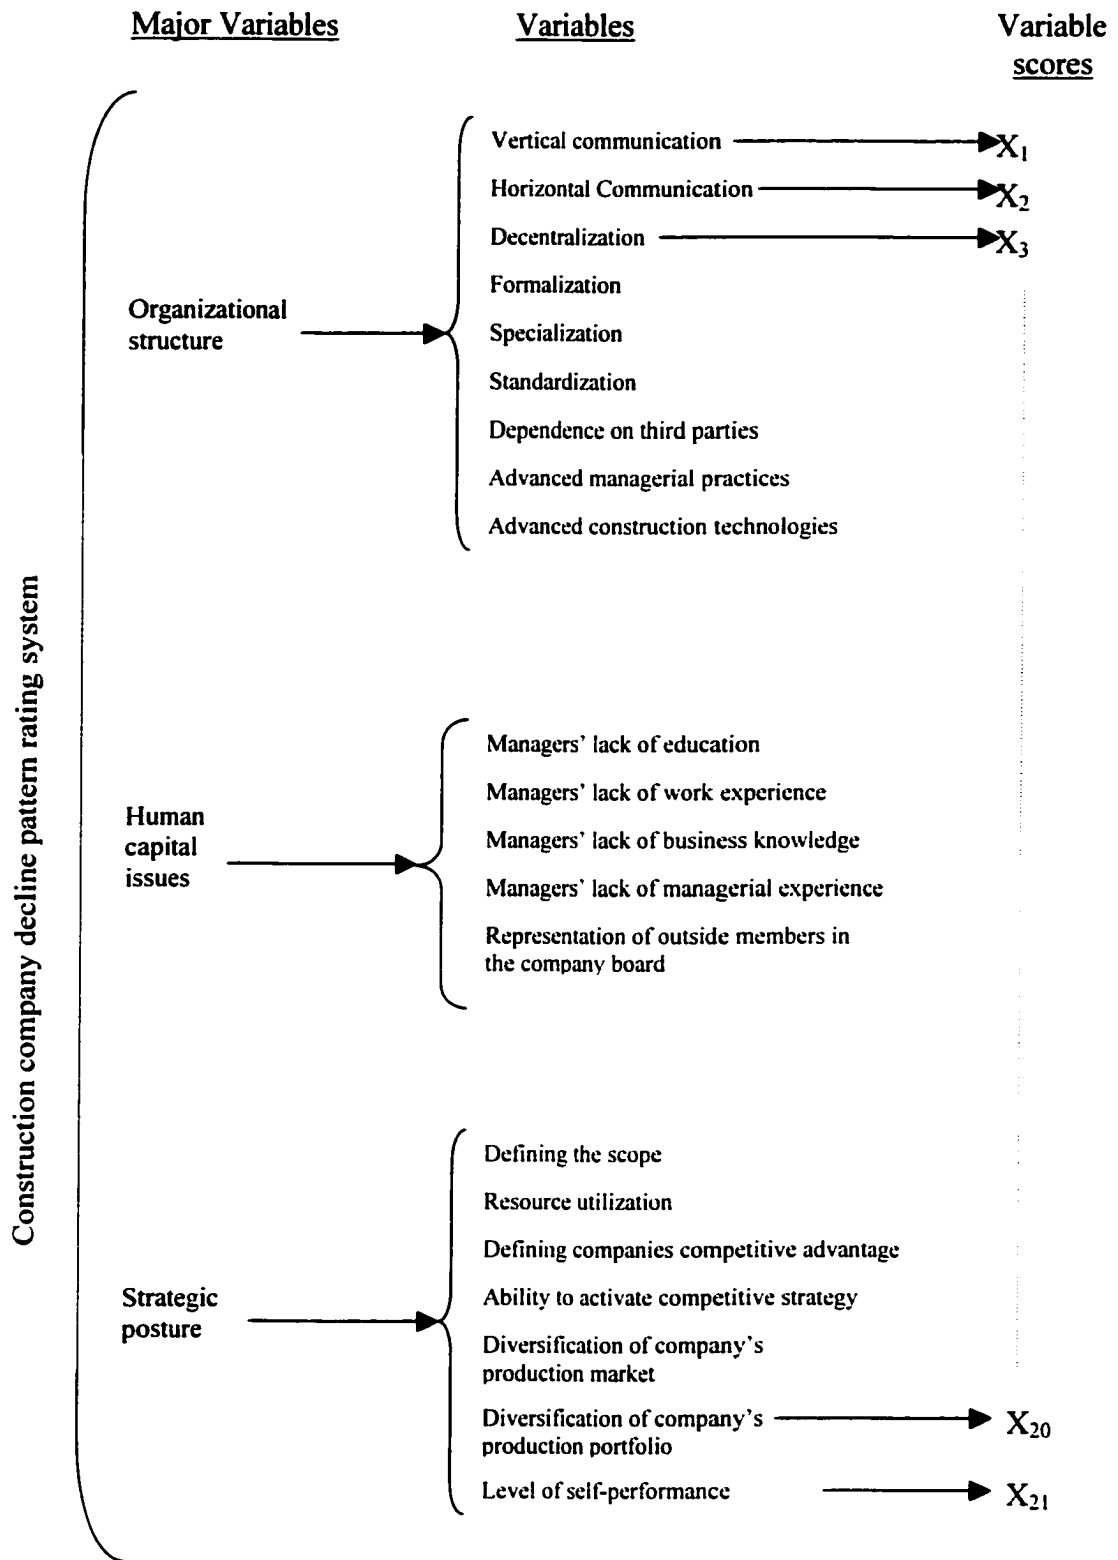 Major Variables
Variables
Variable
scores
Construction company decline pattern rating system
Organizational
structure
Vertical communication
X₁
Horizontal Communication
X₂
Decentralization
X₃
Formalization
Specialization
Standardization
Dependence on third parties
Advanced managerial practices
Advanced construction technologies
Human
capital
issues
Managers' lack of education
Managers' lack of work experience
Managers' lack of business knowledge
Managers' lack of managerial experience
Representation of outside members in
the company board
Strategic
posture
Defining the scope
Resource utilization
Defining companies competitive advantage
Ability to activate competitive strategy
Diversification of company's
production market
Diversification of company's
production portfolio
X₂₀
Level of self-performance
X₂₁